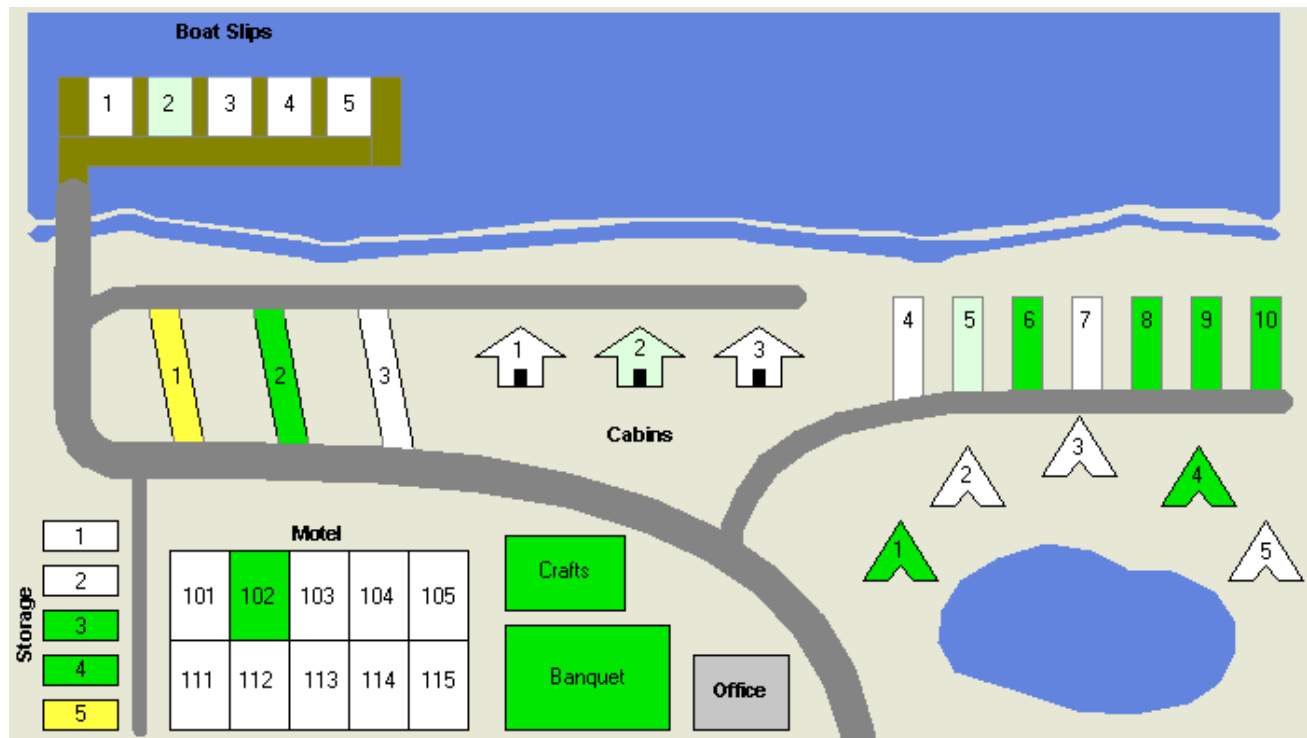 Boat Slips
1 2 3 4 5
1 2 3
1 2 3
Cabins
4 5 6 7 8 9 10
1 2 3 4 5
Storage
1
2
3
4
5
Motel
101 102 103 104 105
111 112 113 114 115
Crafts
Banquet
Office